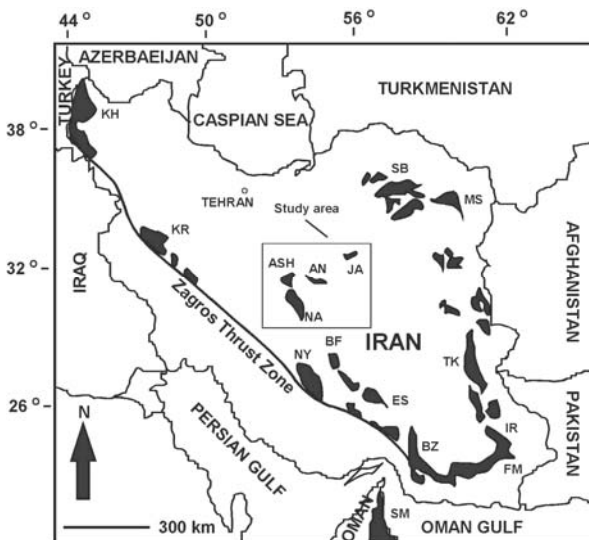 44 °
50 °
56 °
62 °
TURKEY
AZERBAEIJAN
KH
CASPIAN SEA
TURKMENISTAN
38 °
TEHRAN
SB
MS
Study area
KR
ASH
AN
JA
NA
32 °
IRAQ
Zagros Thrust Zone
IRAN
AFGHANISTAN
NY
BF
ES
TK
26 °
PERSIAN GULF
BZ
IR
FM
PAKISTAN
N
300 km
OMAN
SM
OMAN GULF